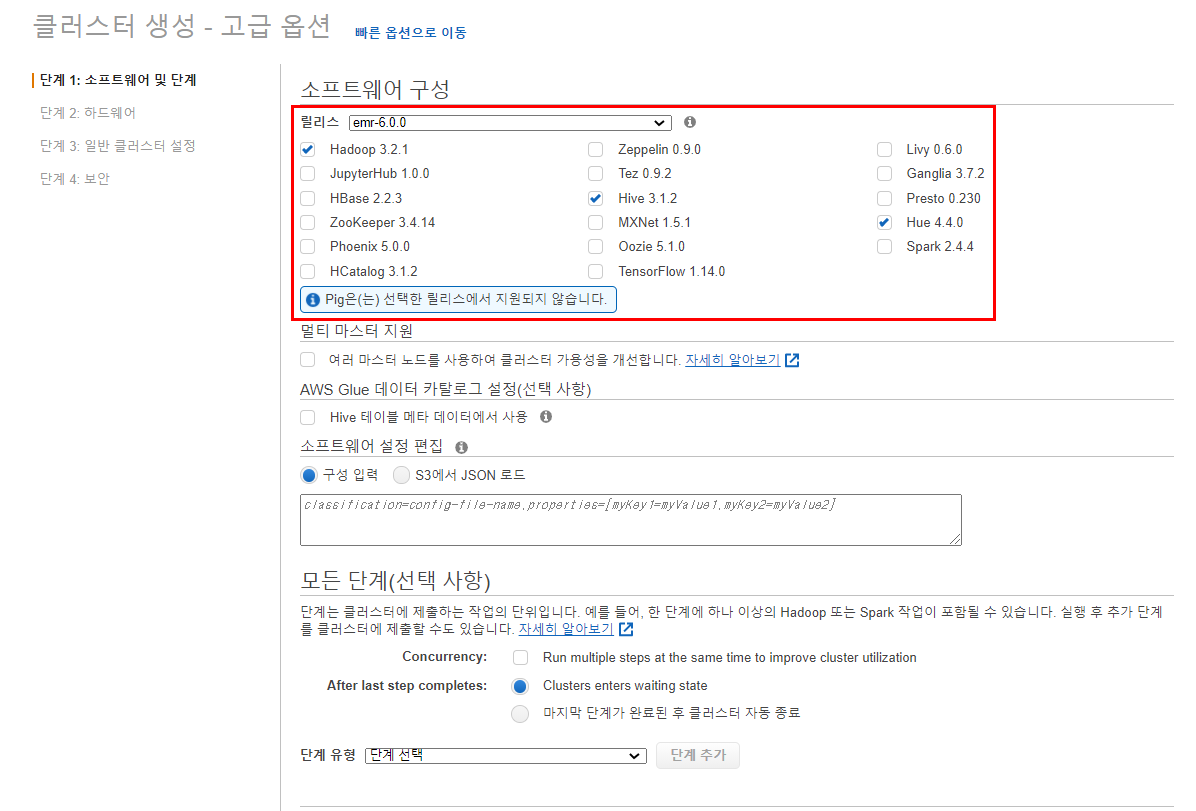 클러스터 생성 - 고급 옵션 빠른 옵션으로 이동
단계 1: 소프트웨어 및 단계
단계 2: 하드웨어
단계 3: 일반 클러스터 설정
단계 4: 보안
소프트웨어 구성
릴리스 emr-6.0.0
Hadoop 3.2.1 Zeppelin 0.9.0 Livy 0.6.0
JupyterHub 1.0.0 Tez 0.9.2 Ganglia 3.7.2
HBase 2.2.3 Hive 3.1.2 Presto 0.230
ZooKeeper 3.4.14 MXNet 1.5.1 Hue 4.4.0
Phoenix 5.0.0 Oozie 5.1.0 Spark 2.4.4
HCatalog 3.1.2 TensorFlow 1.14.0
Pig은(는) 선택한 릴리스에서 지원되지 않습니다.
멀티 마스터 지원
여러 마스터 노드를 사용하여 클러스터 가용성을 개선합니다. 자세히 알아보기
AWS Glue 데이터 카탈로그 설정(선택 사항)
Hive 테이블 메타 데이터에서 사용
소프트웨어 설정 편집
구성 입력 S3에서 JSON 로드
classification=config-file-name,properties=[myKey1=myValue1,myKey2=myValue2]
모든 단계(선택 사항)
단계는 클러스터에 제출하는 작업의 단위입니다. 예를 들어, 한 단계에 하나 이상의 Hadoop 또는 Spark 작업이 포함될 수 있습니다. 실행 후 추가 단계
를 클러스터에 제출할 수도 있습니다. 자세히 알아보기
Concurrency: Run multiple steps at the same time to improve cluster utilization
After last step completes: Clusters enters waiting state
마지막 단계가 완료된 후 클러스터 자동 종료
단계 유형 단계 선택 단계 추가